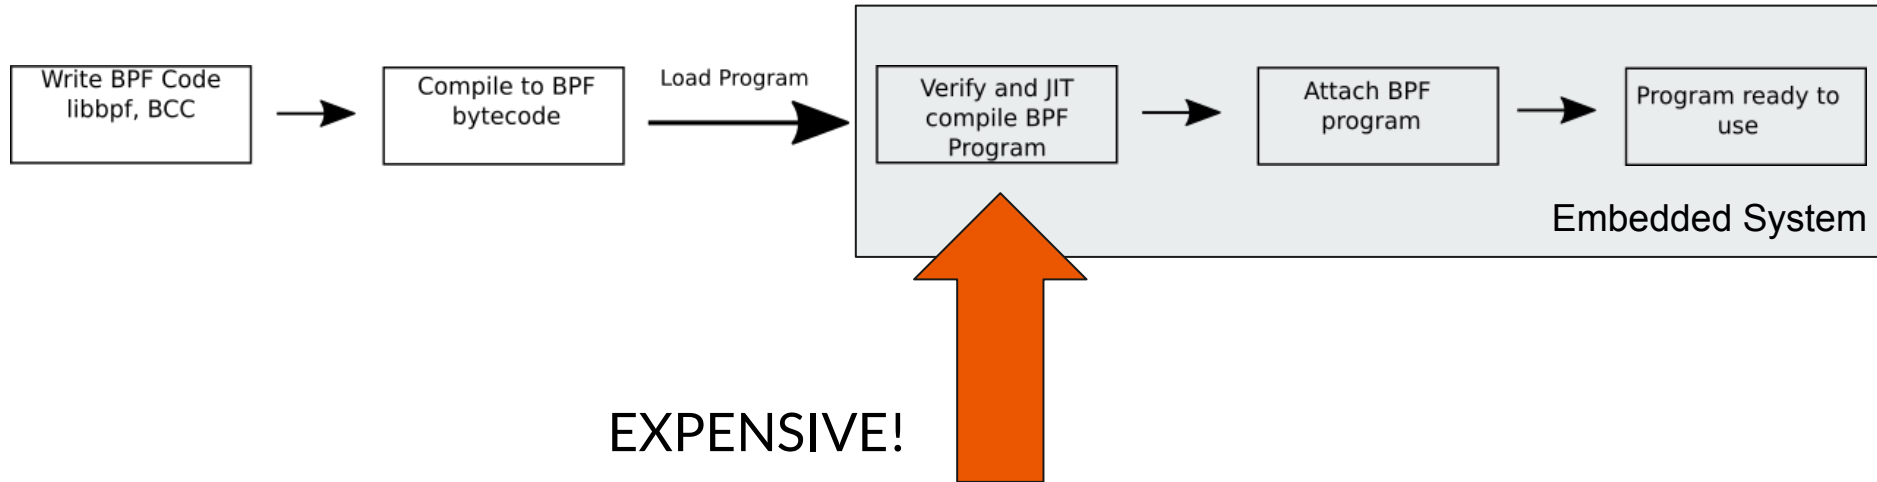 Write BPF Code
libbpf, BCC
Compile to BPF
bytecode
Load Program
Verify and JIT
compile BPF
Program
Attach BPF
program
Program ready to
use
Embedded System
EXPENSIVE!